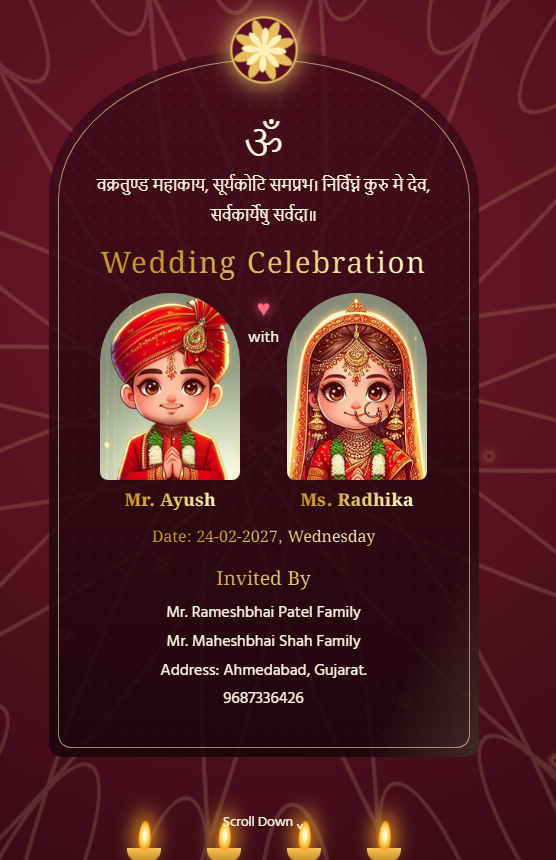 ॐ
वक्रतुण्ड महाकाय, सूर्यकोटि समप्रभ। निर्विघ्नं कुरु मे देव,
सर्वकार्येषु सर्वदा॥
Wedding Celebration
♥
with
Mr. Ayush
Ms. Radhika
Date: 24-02-2027, Wednesday
Invited By
Mr. Rameshbhai Patel Family
Mr. Maheshbhai Shah Family
Address: Ahmedabad, Gujarat.
9687336426
Scroll Down